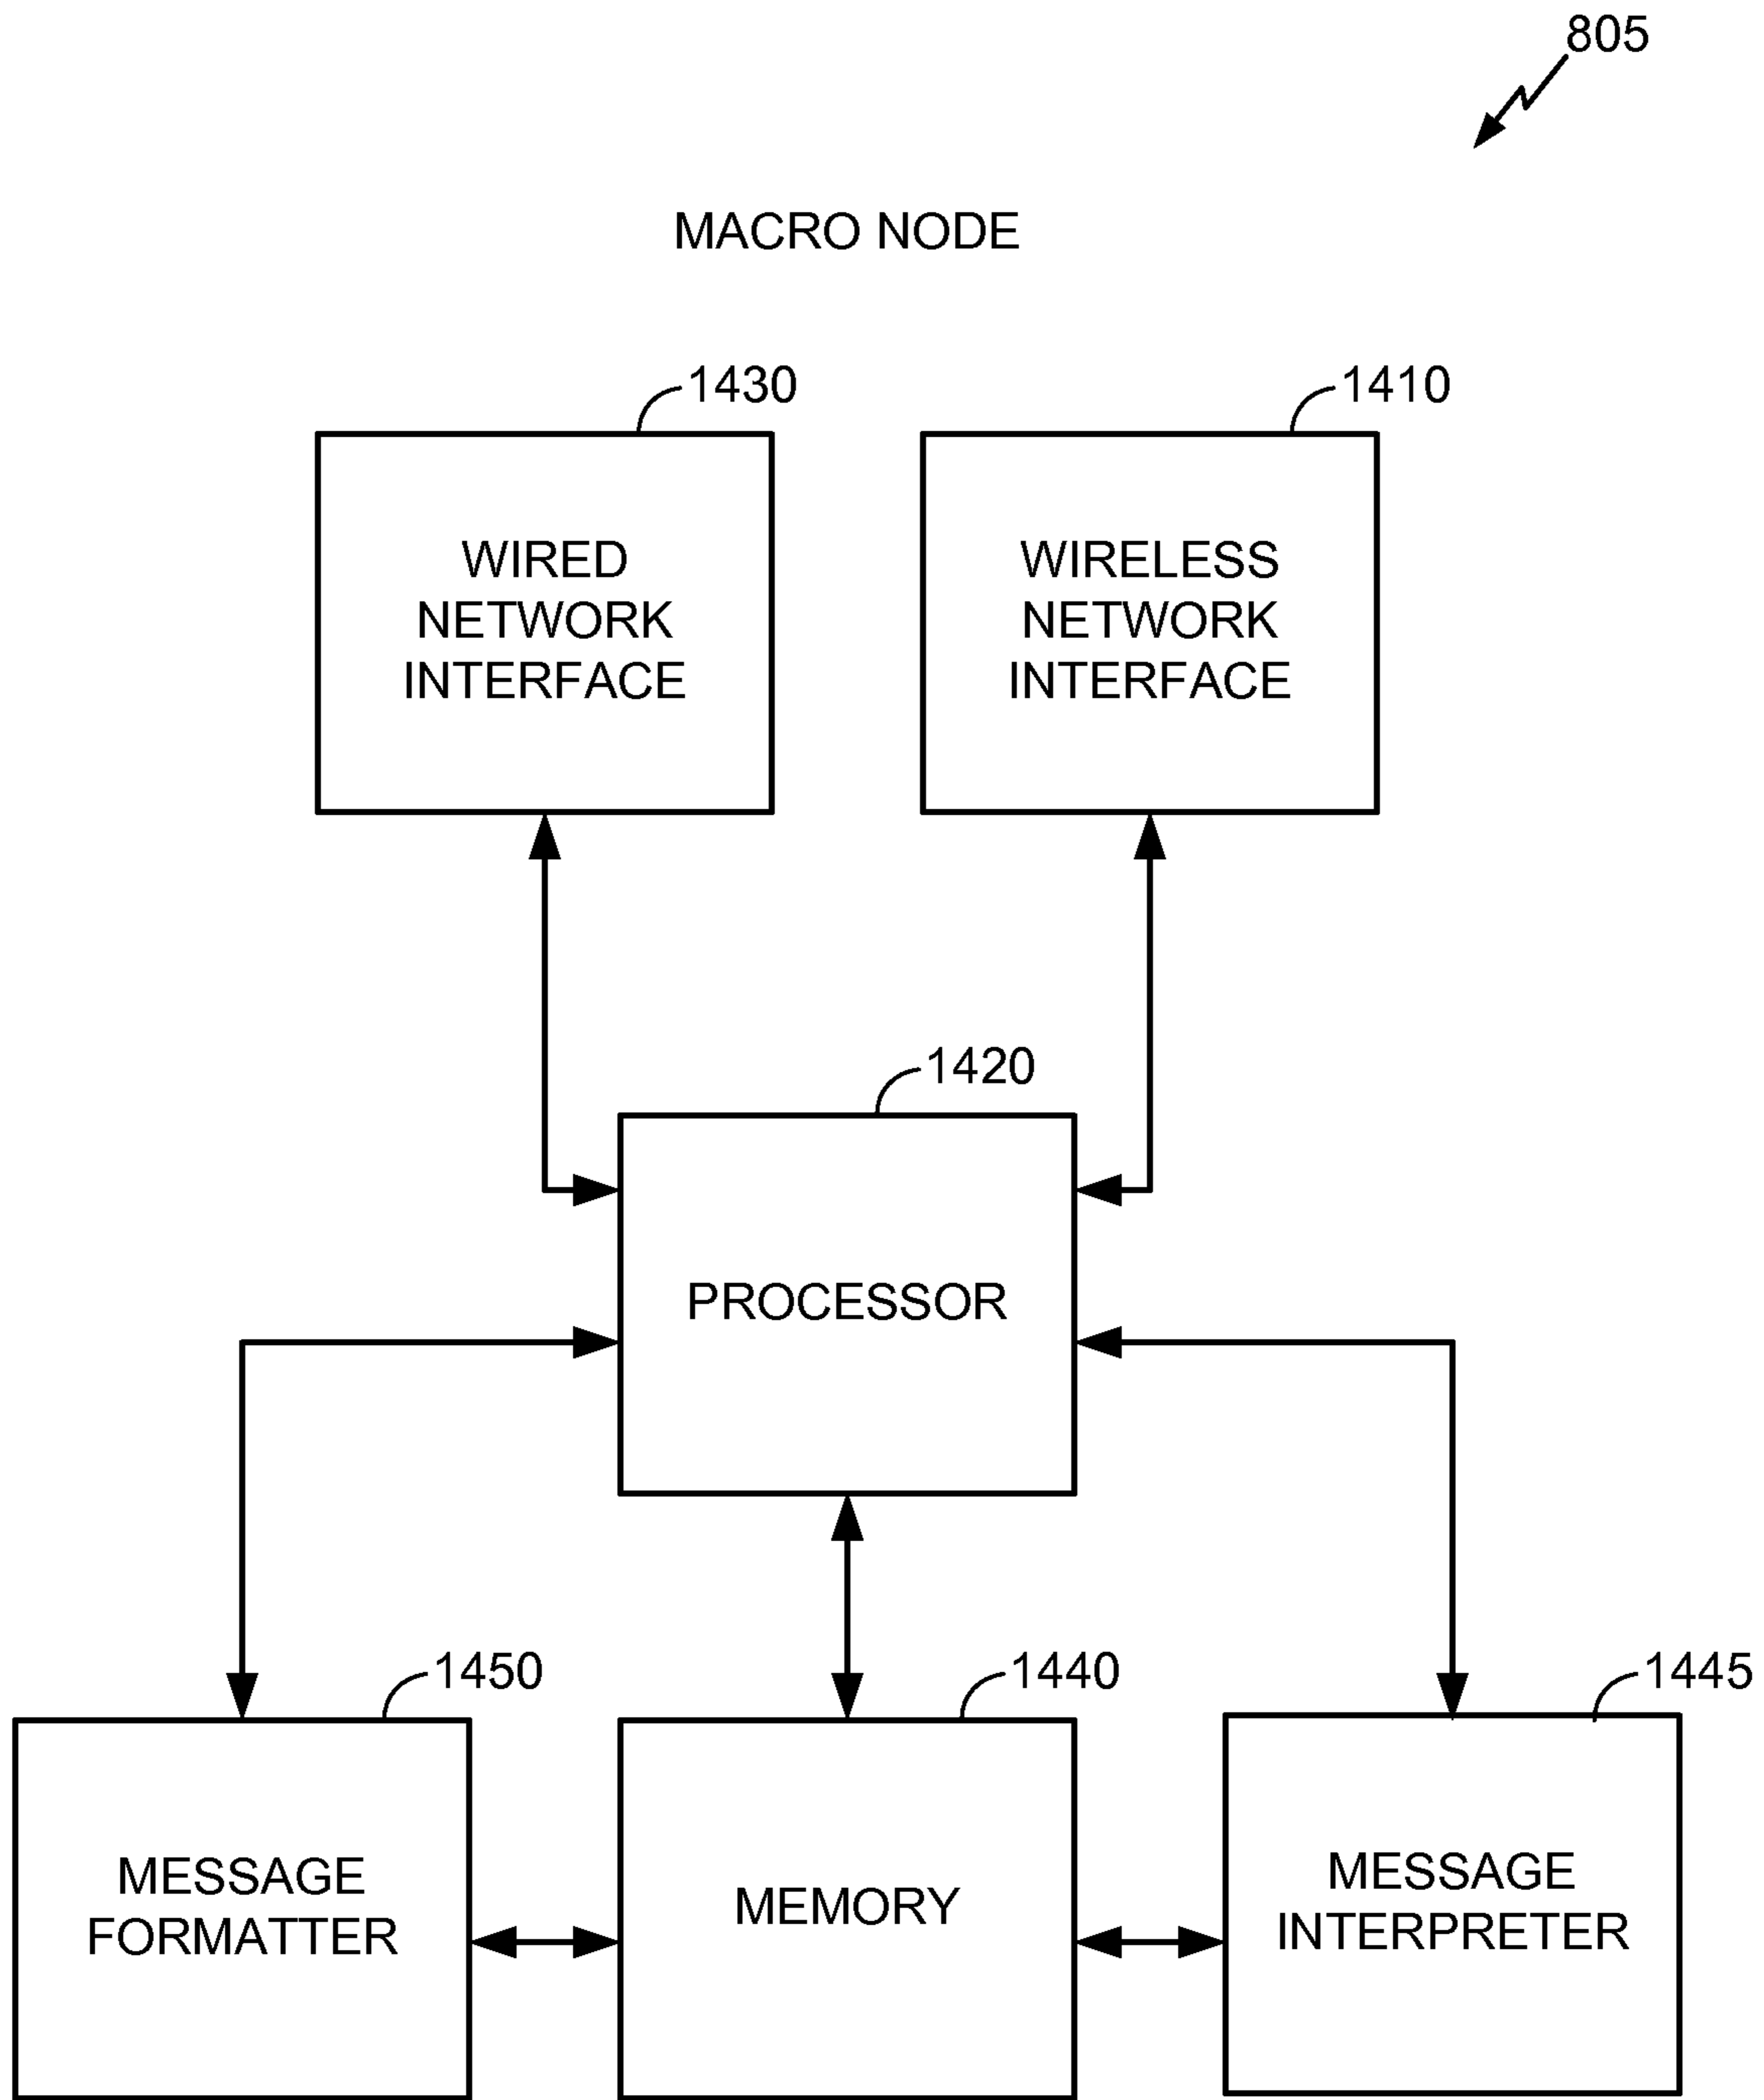 805
MACRO NODE
1430
1410
WIRED
NETWORK
INTERFACE
WIRELESS
NETWORK
INTERFACE
1420
PROCESSOR
1450
1440
1445
MESSAGE
FORMATTER
MEMORY
MESSAGE
INTERPRETER